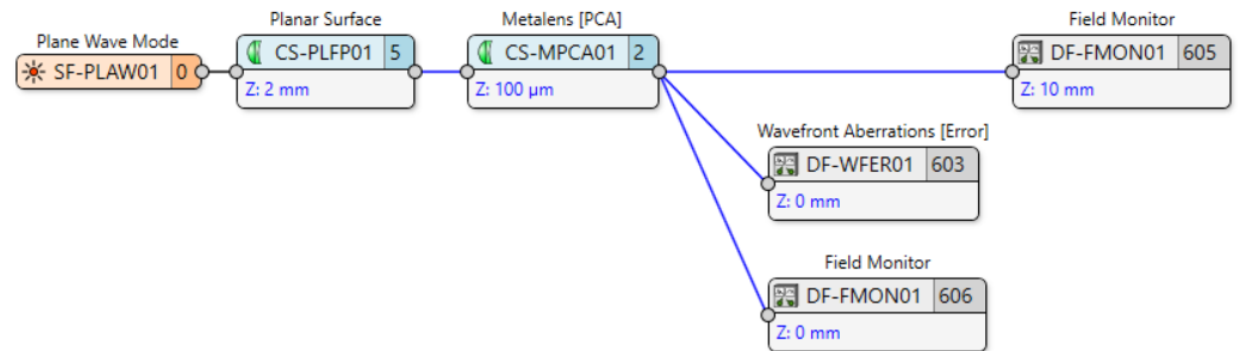 Plane Wave Mode
SF-PLAW01 0
Planar Surface
CS-PLFP01 5
Z: 2 mm
Metalens [PCA]
CS-MPCA01 2
Z: 100 µm
Field Monitor
DF-FMON01 605
Z: 10 mm
Wavefront Aberrations [Error]
DF-WFER01 603
Z: 0 mm
Field Monitor
DF-FMON01 606
Z: 0 mm